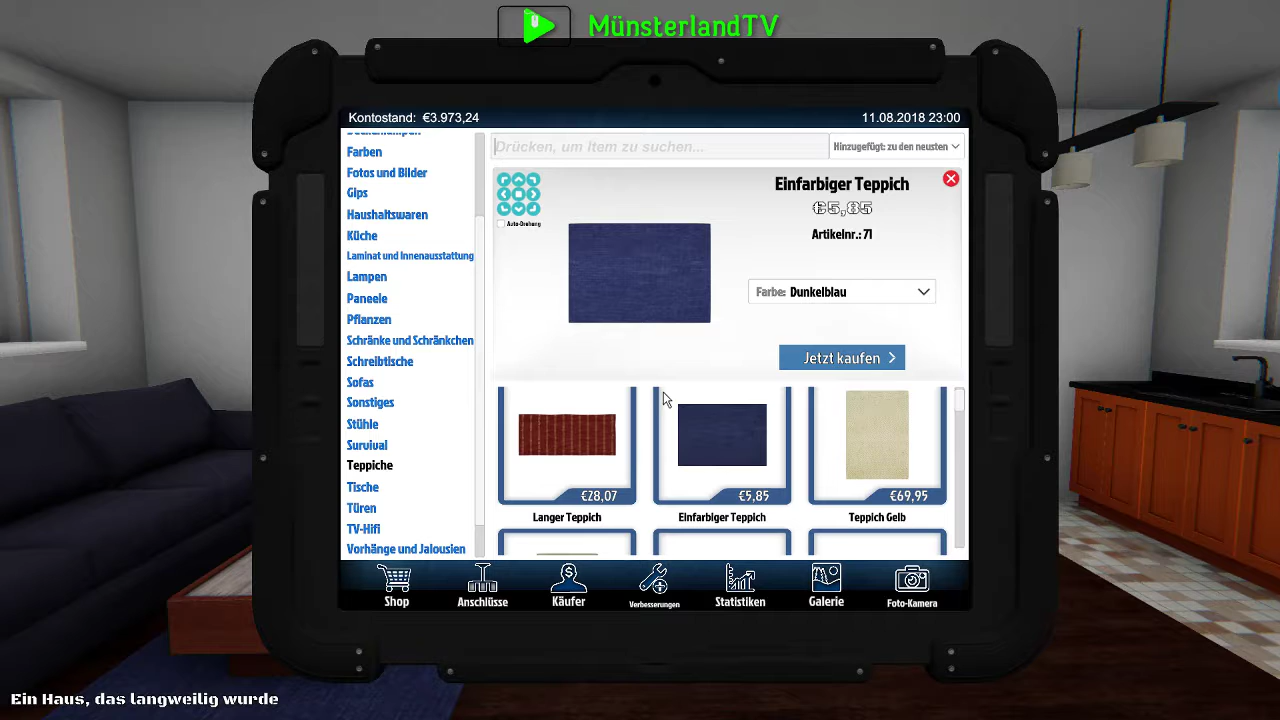 MünsterlandTV
Kontostand: €3.973,24
11.08.2018 23:00
Farben
Fotos und Bilder
Gips
Haushaltswaren
Küche
Laminat und Innenausstattung
Lampen
Paneele
Pflanzen
Schränke und Schränkchen
Schreibtische
Sofas
Sonstiges
Stühle
Survival
Teppiche
Tische
Türen
TV-Hifi
Vorhänge und Jalousien
Drücken, um Item zu suchen...
Hinzugefügt: zu den neusten
Auto-Drehung
Einfarbiger Teppich
€5,85
Artikelnr.: 71
Farbe: Dunkelblau
Jetzt kaufen
€28,07
€5,85
€69,95
Langer Teppich
Einfarbiger Teppich
Teppich Gelb
Shop
Anschlüsse
Käufer
Verbesserungen
Statistiken
Galerie
Foto-Kamera
Ein Haus, das langweilig wurde